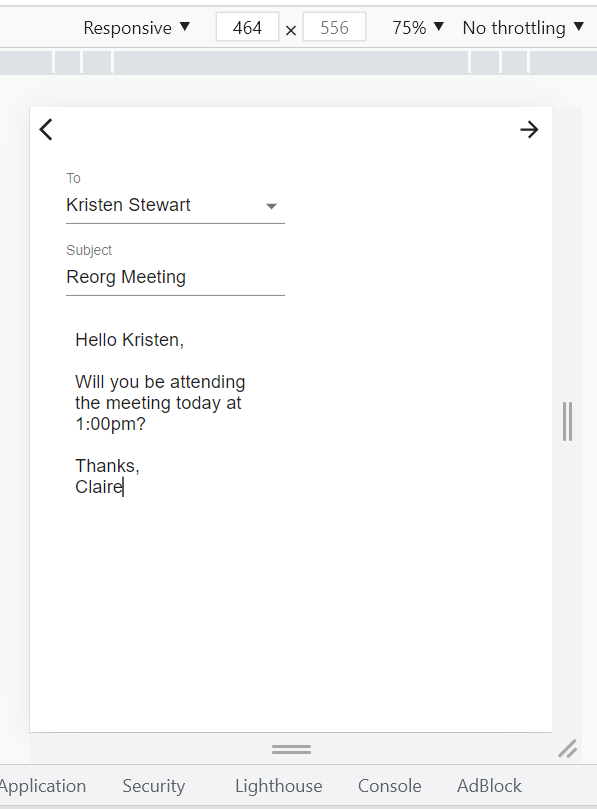 Responsive ▼ 464 × 556 75% ▼ No throttling ▼
To
Kristen Stewart
Subject
Reorg Meeting
Hello Kristen,
Will you be attending
the meeting today at
1:00pm?
Thanks,
Claire
Application Security Lighthouse Console AdBlock